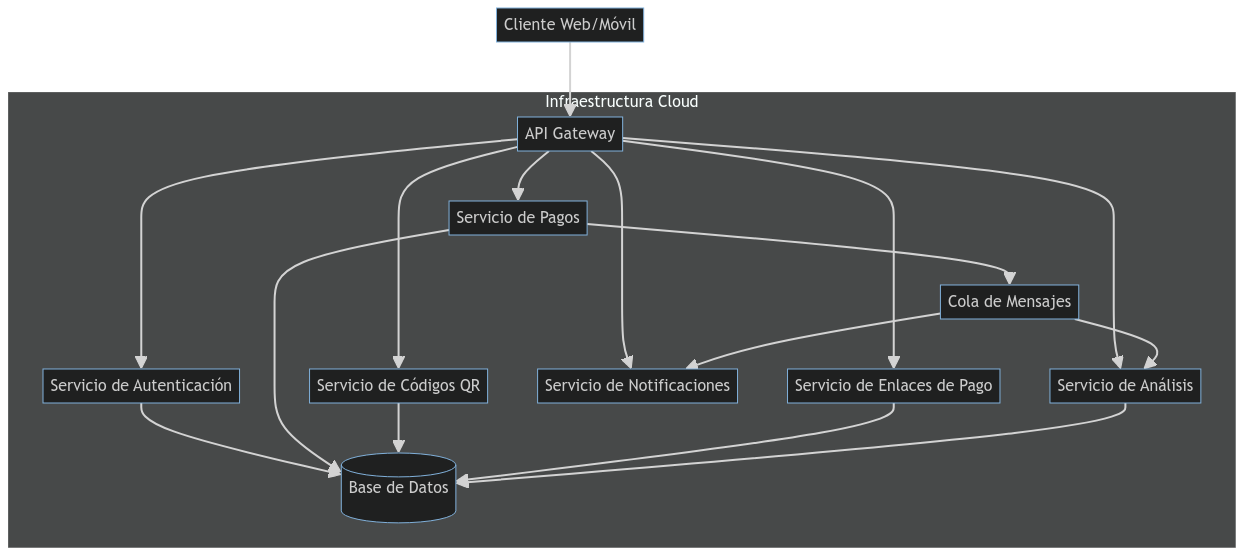 Cliente Web/Móvil
Infraestructura Cloud
API Gateway
Servicio de Pagos
Cola de Mensajes
Servicio de Autenticación
Servicio de Códigos QR
Servicio de Notificaciones
Servicio de Enlaces de Pago
Servicio de Análisis
Base de Datos